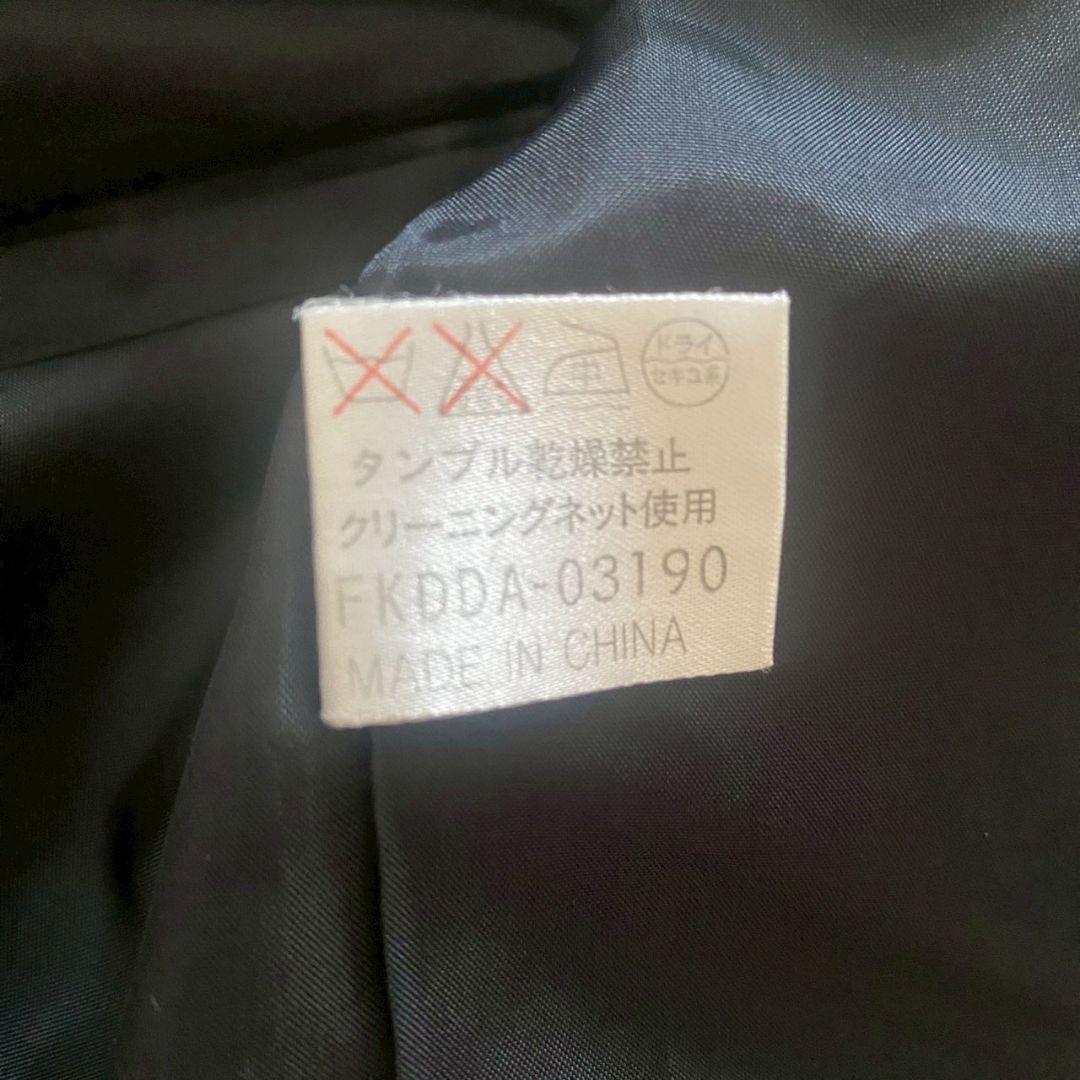 中
ドライ
セキユ系
タンブル乾燥禁止
クリーニングネット使用
FKDDA-03190
MADE IN CHINA